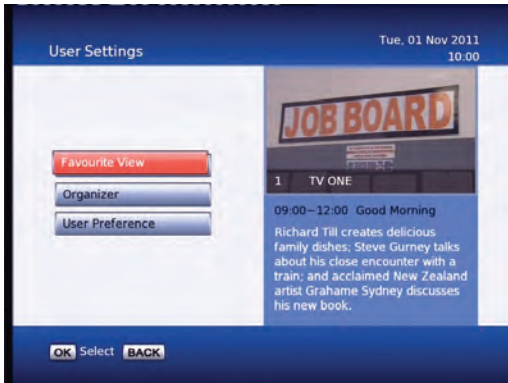 User Settings
Tue, 01 Nov 2011
10:00
JOB BOARD
1 TV ONE
Favourite View
Organizer
User Preference
09:00~12:00 Good Morning
Richard Till creates delicious
family dishes; Steve Gurney talks
about his close encounter with a
train; and acclaimed New Zealand
artist Grahame Sydney discusses
his new book.
OK Select BACK